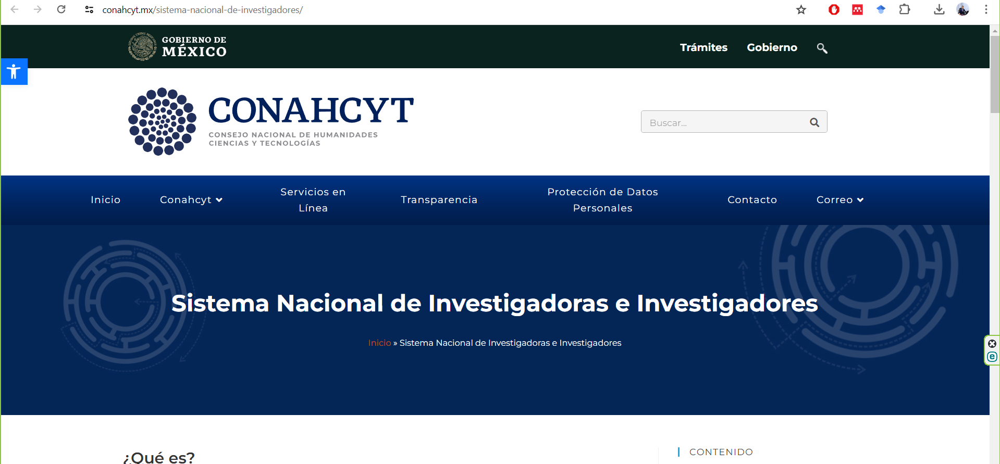 conahcyt.mx/sistema-nacional-de-investigadores/
GOBIERNO DE
MÉXICO
Trámites
Gobierno
CONAHCYT
CONSEJO NACIONAL DE HUMANIDADES
CIENCIAS Y TECNOLOGÍAS
Buscar...
Inicio
Conahcyt
Servicios en
Línea
Transparencia
Protección de Datos
Personales
Contacto
Correo
Sistema Nacional de Investigadoras e Investigadores
Inicio » Sistema Nacional de Investigadoras e Investigadores
¿Qué es?
CONTENIDO